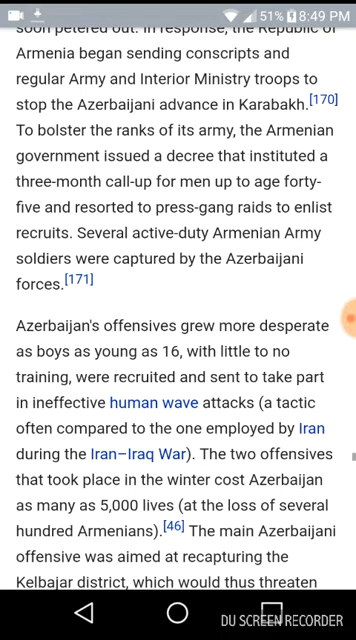 51% 8:49 PM
soon petered out. In response, the Republic of
Armenia began sending conscripts and
regular Army and Interior Ministry troops to
stop the Azerbaijani advance in Karabakh.[170]
To bolster the ranks of its army, the Armenian
government issued a decree that instituted a
three-month call-up for men up to age forty-
five and resorted to press-gang raids to enlist
recruits. Several active-duty Armenian Army
soldiers were captured by the Azerbaijani
forces.[171]
Azerbaijan's offensives grew more desperate
as boys as young as 16, with little to no
training, were recruited and sent to take part
in ineffective human wave attacks (a tactic
often compared to the one employed by Iran
during the Iran–Iraq War). The two offensives
that took place in the winter cost Azerbaijan
as many as 5,000 lives (at the loss of several
hundred Armenians).[46] The main Azerbaijani
offensive was aimed at recapturing the
Kelbajar district, which would thus threaten
DU SCREEN RECORDER